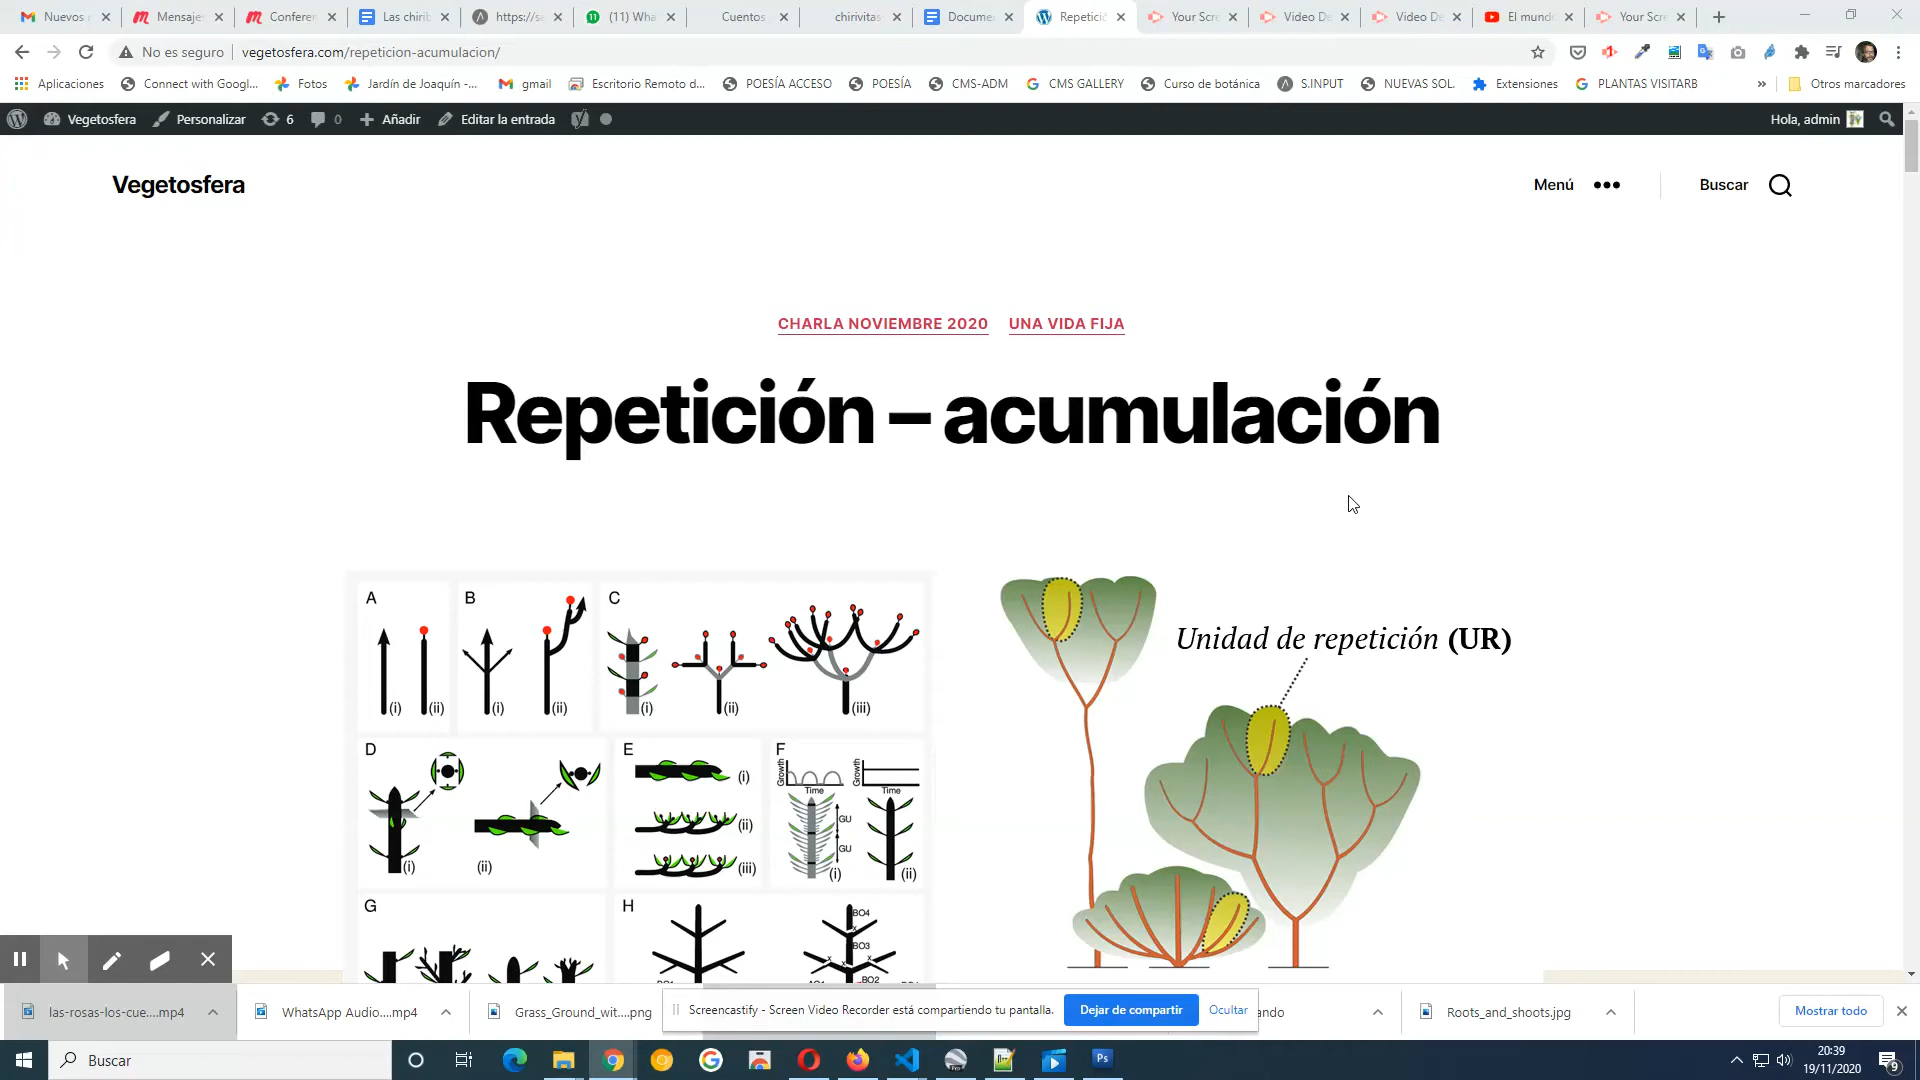 Nuevos
Mensaje
Conferen
Las chirib
https://s
(11) Wha
Cuentos
chirivitas
Docume
Repetició
Your Scre
Video De
Video De
El mund
Your Scre
No es seguro
vegetosfera.com/repeticion-acumulacion/
Aplicaciones
Connect with Googl...
Fotos
Jardín de Joaquín -...
gmail
Escritorio Remoto d...
POESÍA ACCESO
POESÍA
CMS-ADM
CMS GALLERY
Curso de botánica
S.INPUT
NUEVAS SOL.
Extensiones
PLANTAS VISITARB
»
Otros marcadores
Vegetosfera
Personalizar
6
0
Añadir
Editar la entrada
Hola, admin
Vegetosfera
Menú
Buscar
CHARLA NOVIEMBRE 2020 UNA VIDA FIJA
Repetición – acumulación
A
(i)
(ii)
B
(i)
(ii)
C
(i)
(ii)
(iii)
Unidad de repetición (UR)
D
(i)
(ii)
E
(i)
(ii)
(iii)
F
Growth
Time
Growth
Time
GU
GU
(i)
(ii)
G
H
BO4
BO3
BO2
las-rosas-los-cue....mp4
WhatsApp Audio....mp4
Grass_Ground_wit....png
Screencastify - Screen Video Recorder está compartiendo tu pantalla.
Dejar de compartir
Ocultar
ando
Roots_and_shoots.jpg
Mostrar todo
Buscar
Ps
20:39
19/11/2020
9